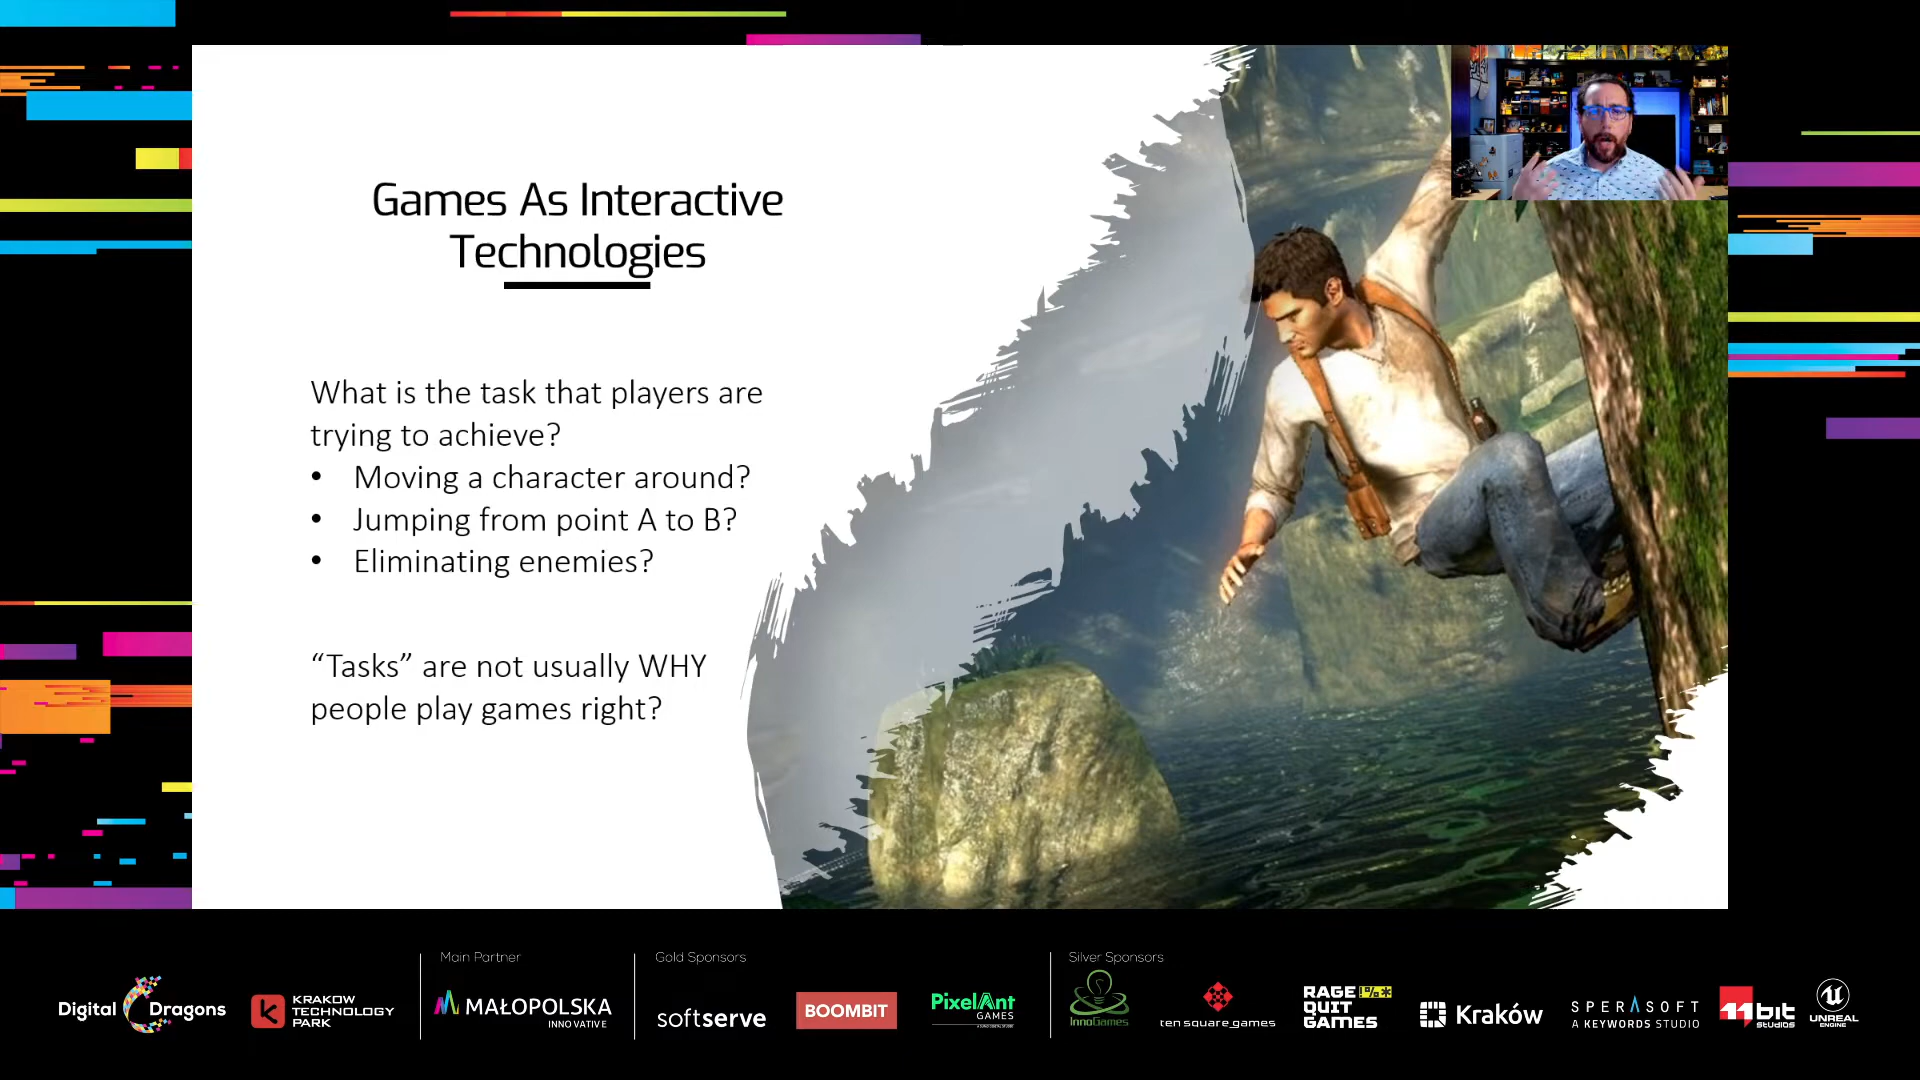 Games As Interactive
Technologies
What is the task that players are
trying to achieve?
• Moving a character around?
• Jumping from point A to B?
• Eliminating enemies?
“Tasks” are not usually WHY
people play games right?
Digital Dragons
KRAKOW
TECHNOLOGY
PARK
Main Partner
MAŁOPOLSKA
INNOVATIVE
Gold Sponsors
softserve
BOOMBIT
PixelAnt
GAMES
Silver Sponsors
InnoGames
ten square games
RAGE !%*
QUIT
GAMES
Kraków
SPERASOFT
A KEYWORDS STUDIO
11 bit
STUDIOS
UNREAL
ENGINE